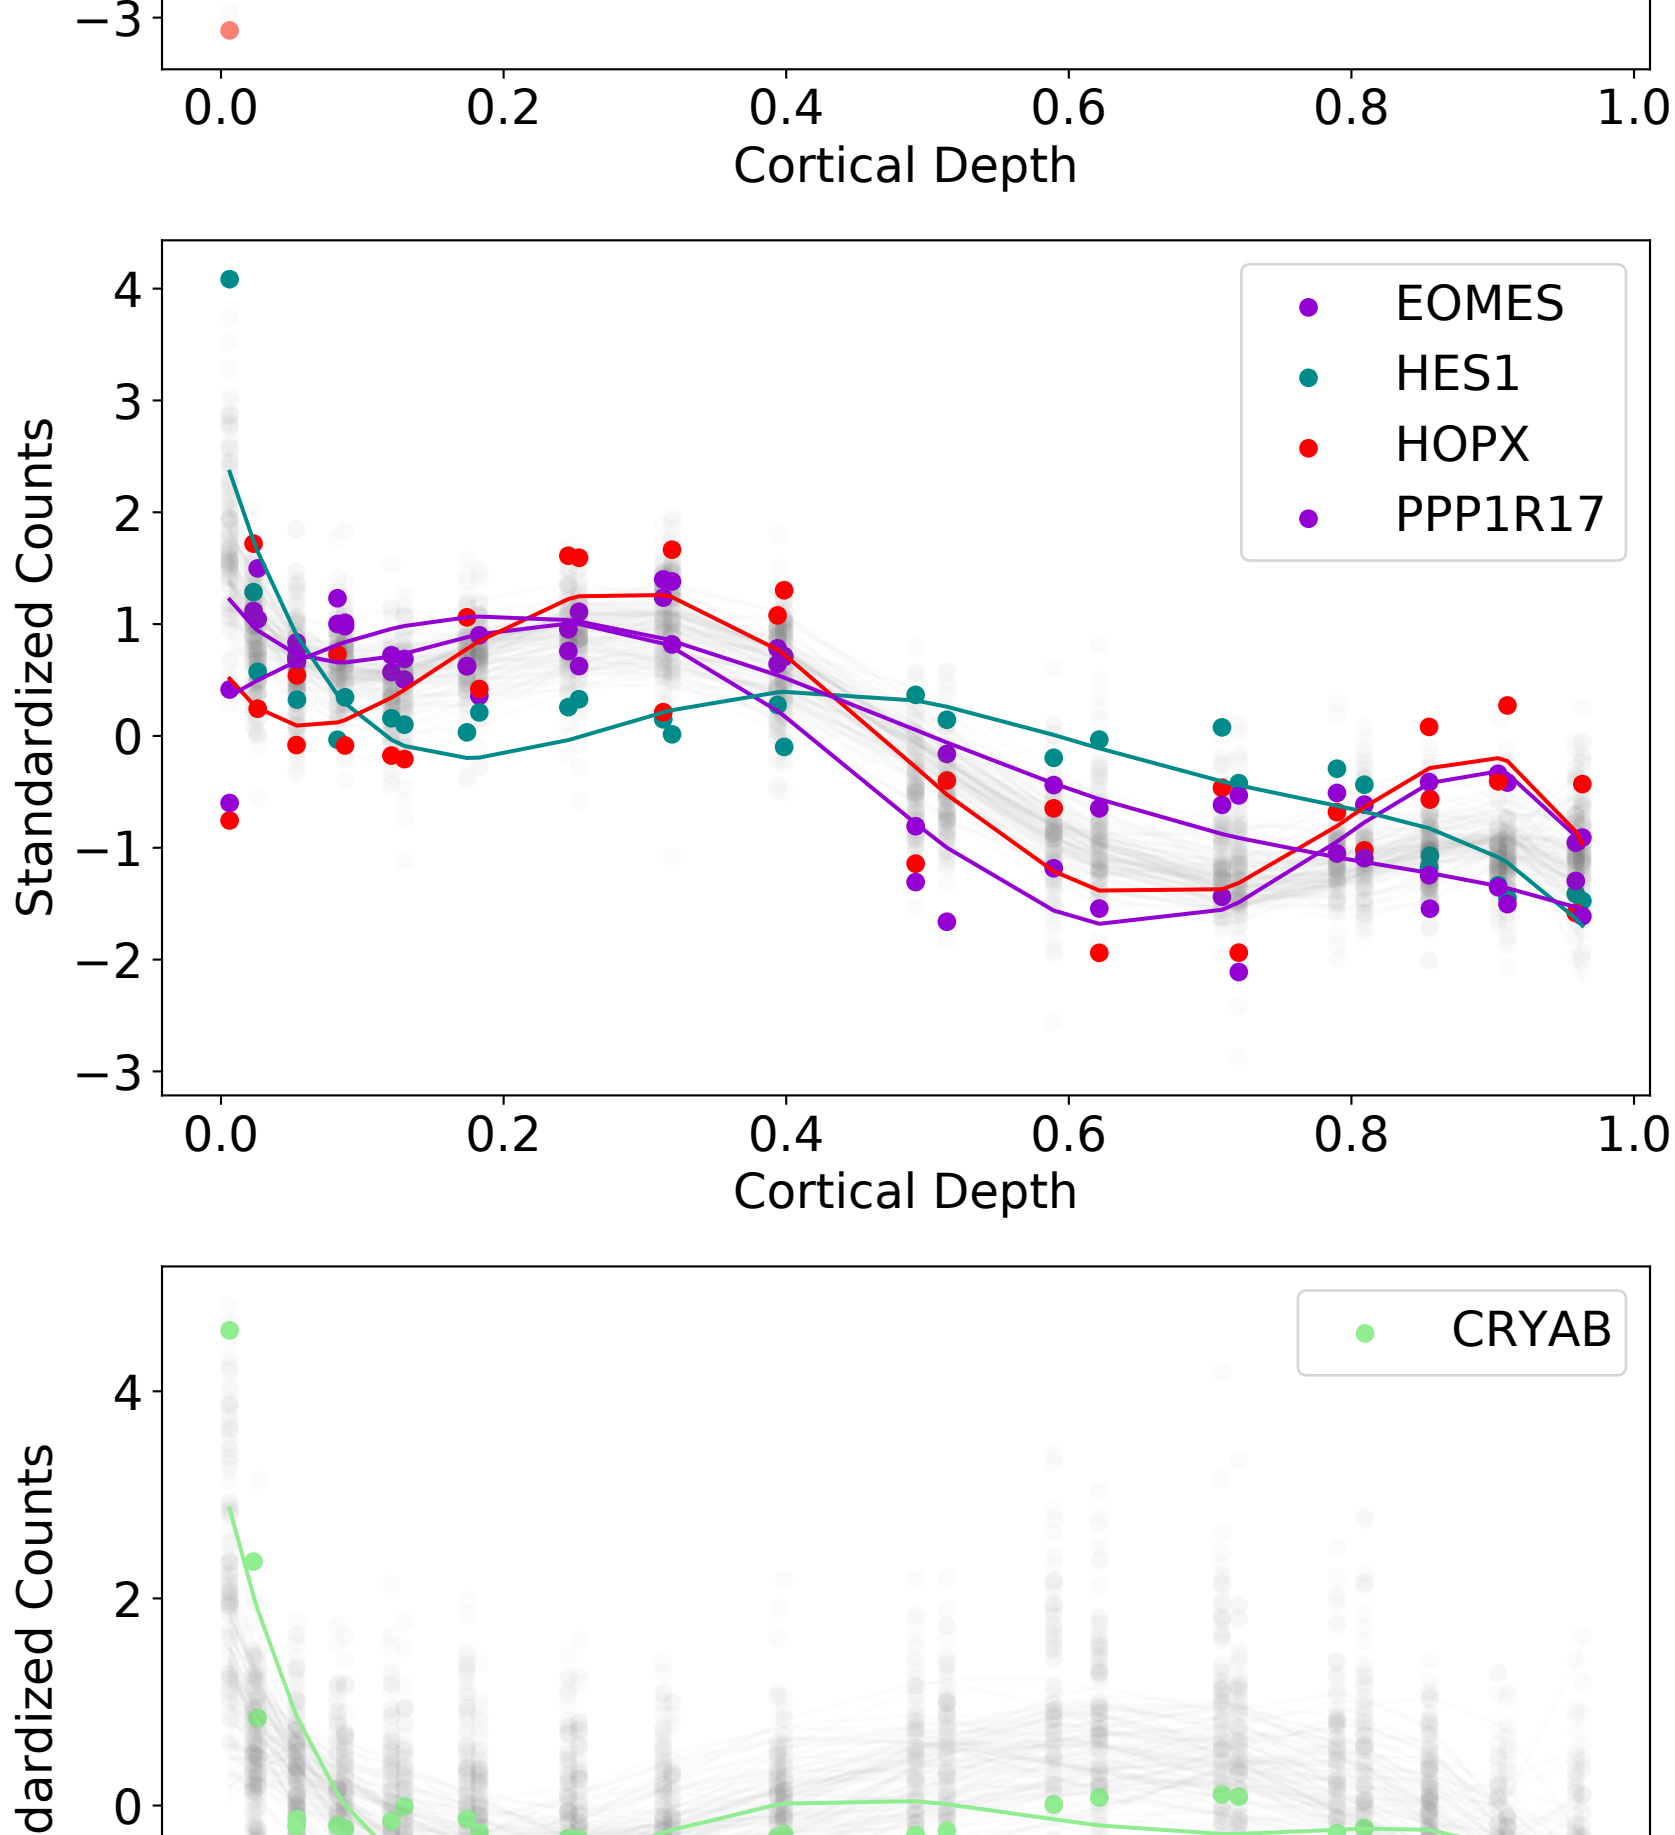 −3
0.0 0.2 0.4 0.6 0.8 1.0
Cortical Depth
Standardized Counts
4
3
2
1
0
−1
−2
−3
EOMES
HES1
HOPX
PPP1R17
0.0 0.2 0.4 0.6 0.8 1.0
Cortical Depth
dardized Counts
4
2
0
CRYAB